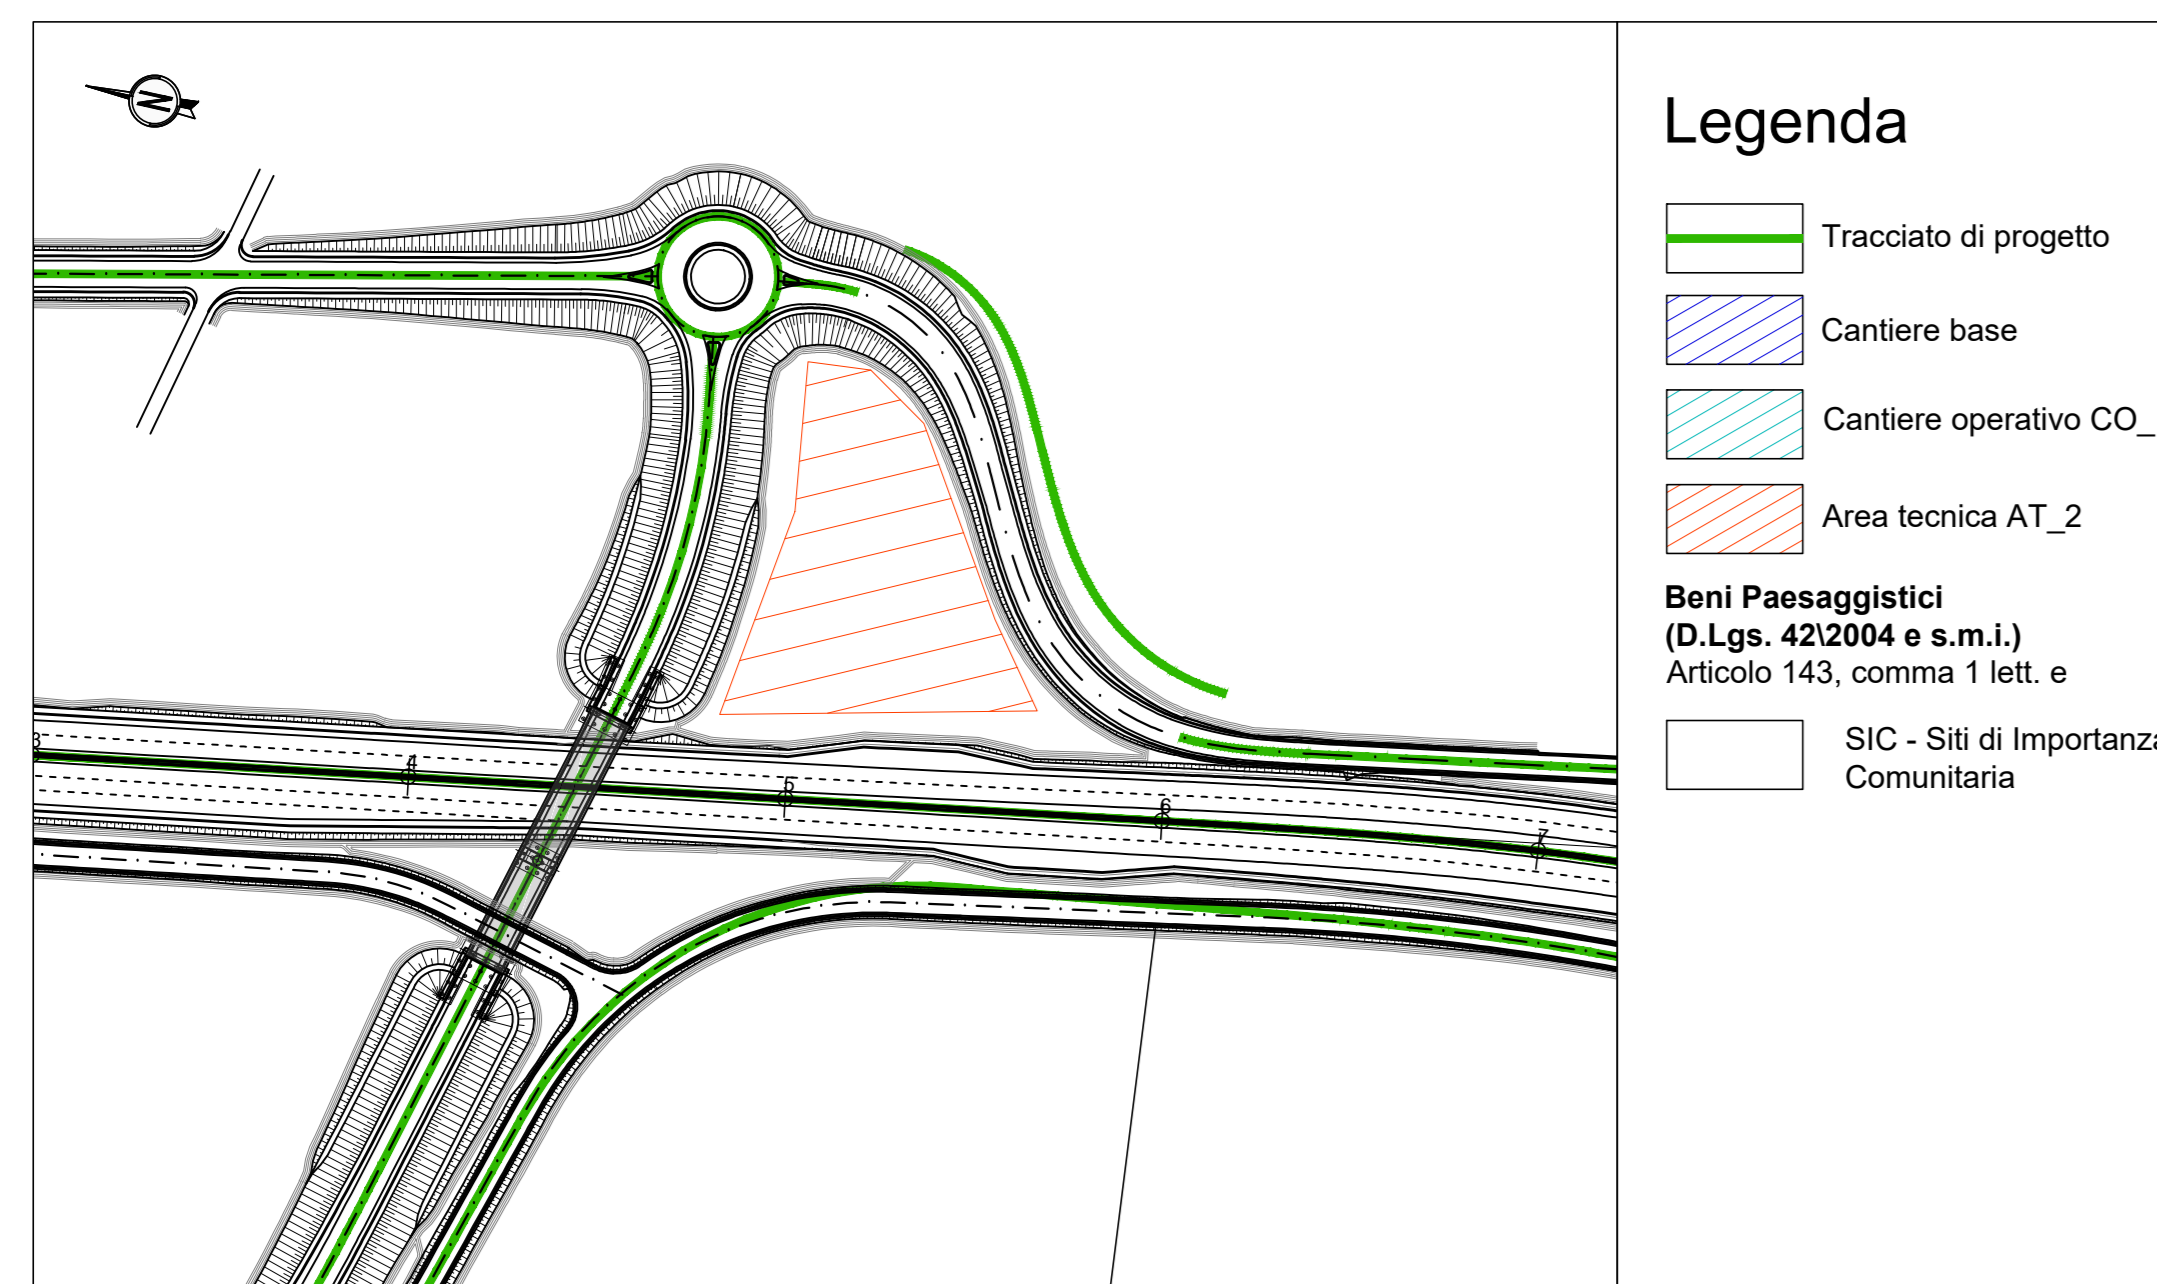 N
3
4
5
6
7
Legenda
Tracciato di progetto
Cantiere base
Cantiere operativo CO_
Area tecnica AT_2
Beni Paesaggistici
(D.Lgs. 42\2004 e s.m.i.)
Articolo 143, comma 1 lett. e
SIC - Siti di Importanza
Comunitaria